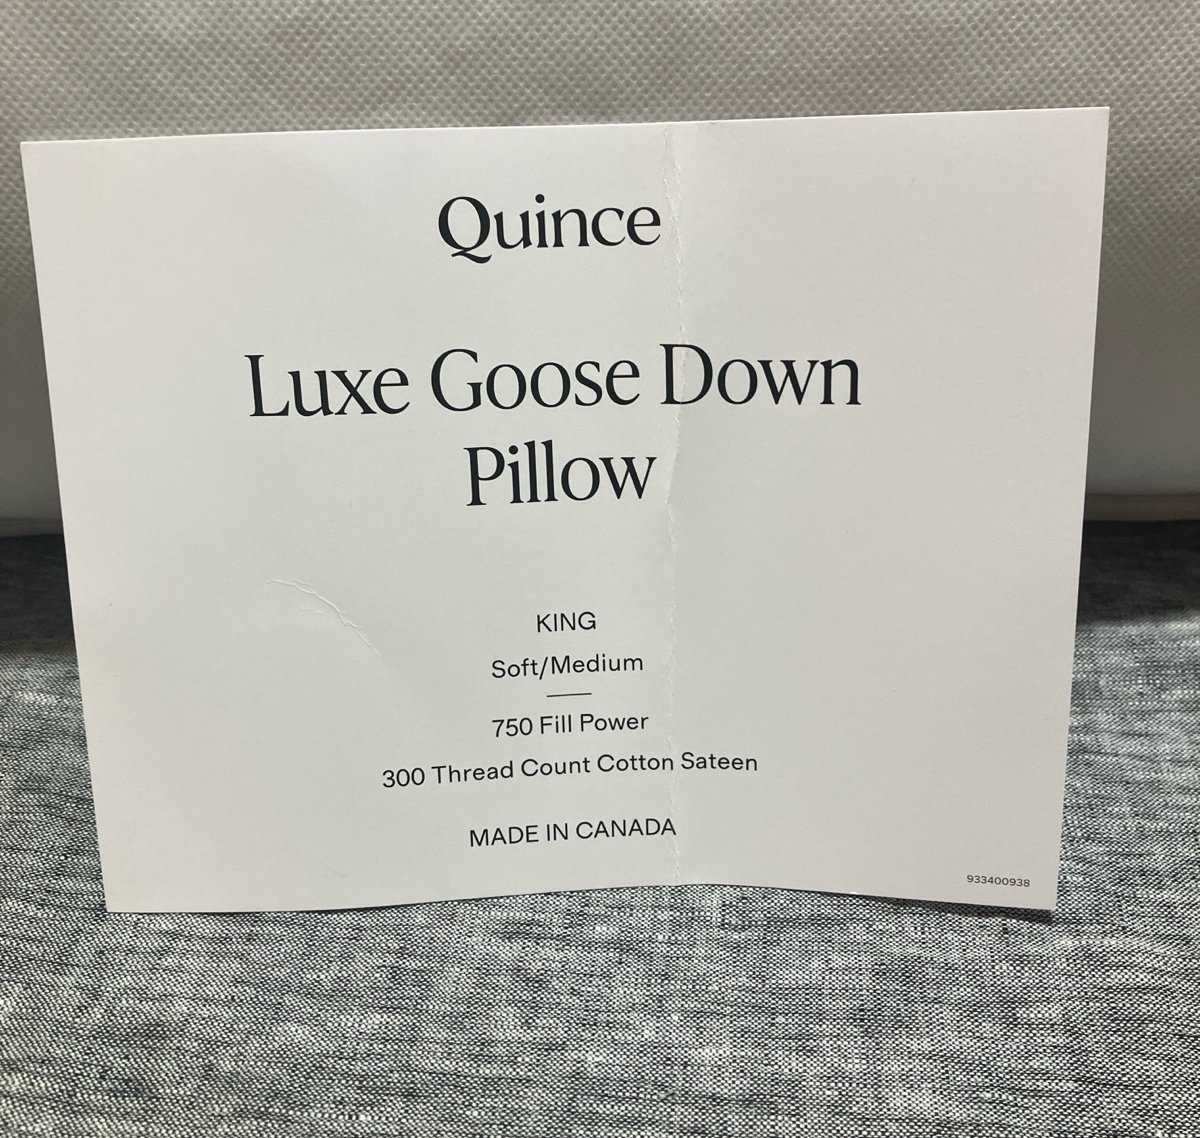 Quince
Luxe Goose Down
Pillow
KING
Soft/Medium
750 Fill Power
300 Thread Count Cotton Sateen
MADE IN CANADA
933400938